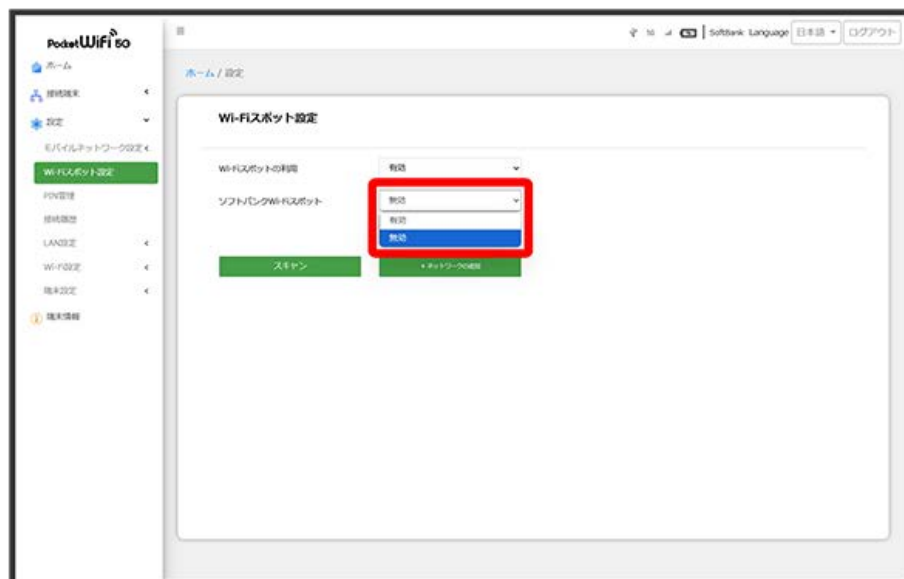 Pocket WiFi 5G
5G SoftBank Language 日本語 ログアウト
ホーム
接続端末
設定
モバイルネットワーク設定
Wi-Fiスポット設定
PIN管理
接続履歴
LAN設定
Wi-Fi設定
端末設定
端末情報
ホーム / 設定
Wi-Fiスポット設定
Wi-Fiスポットの利用 有効
ソフトバンクWi-Fiスポット 無効
有効
無効
スキャン +ネットワークの追加